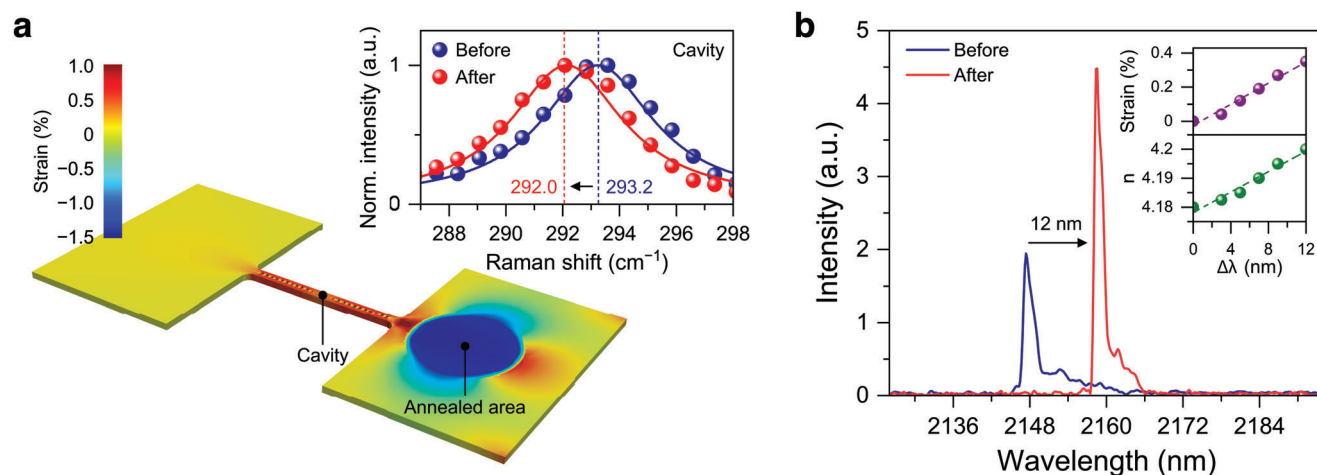 a
1.0
0.5
0
−0.5
−1.0
−1.5
Strain (%)
Cavity
Annealed area
Before
After
Cavity
1
0
Norm. intensity (a.u.)
292.0
293.2
288 290 292 294 296 298
Raman shift (cm⁻¹)
b
5
4
3
2
1
0
Intensity (a.u.)
Before
After
12 nm
2136 2148 2160 2172 2184
Wavelength (nm)
0.4
0.2
0
Strain (%)
4.2
4.19
4.18
n
0 4 8 12
Δλ (nm)